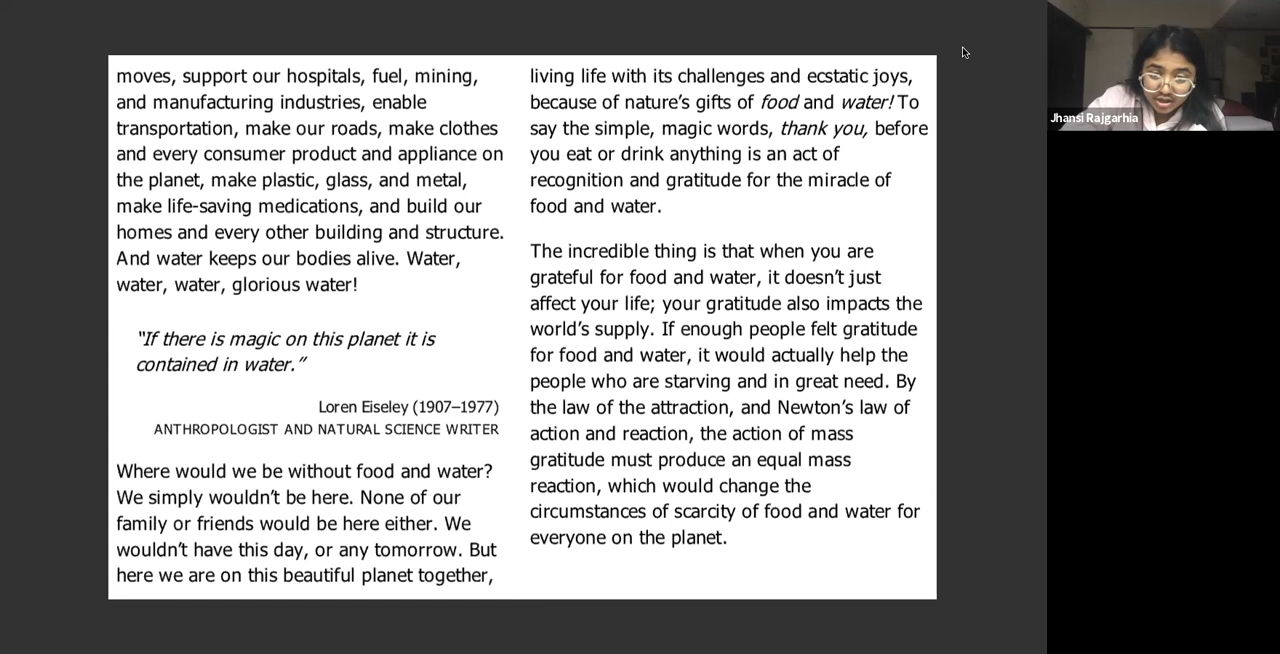 moves, support our hospitals, fuel, mining,
and manufacturing industries, enable
transportation, make our roads, make clothes
and every consumer product and appliance on
the planet, make plastic, glass, and metal,
make life-saving medications, and build our
homes and every other building and structure.
And water keeps our bodies alive. Water,
water, water, glorious water!
"If there is magic on this planet it is
contained in water."
Loren Eiseley (1907–1977)
ANTHROPOLOGIST AND NATURAL SCIENCE WRITER
Where would we be without food and water?
We simply wouldn't be here. None of our
family or friends would be here either. We
wouldn't have this day, or any tomorrow. But
here we are on this beautiful planet together,
living life with its challenges and ecstatic joys,
because of nature's gifts of food and water! To
say the simple, magic words, thank you, before
you eat or drink anything is an act of
recognition and gratitude for the miracle of
food and water.
The incredible thing is that when you are
grateful for food and water, it doesn't just
affect your life; your gratitude also impacts the
world's supply. If enough people felt gratitude
for food and water, it would actually help the
people who are starving and in great need. By
the law of the attraction, and Newton's law of
action and reaction, the action of mass
gratitude must produce an equal mass
reaction, which would change the
circumstances of scarcity of food and water for
everyone on the planet.
Jhansi Rajgarhia